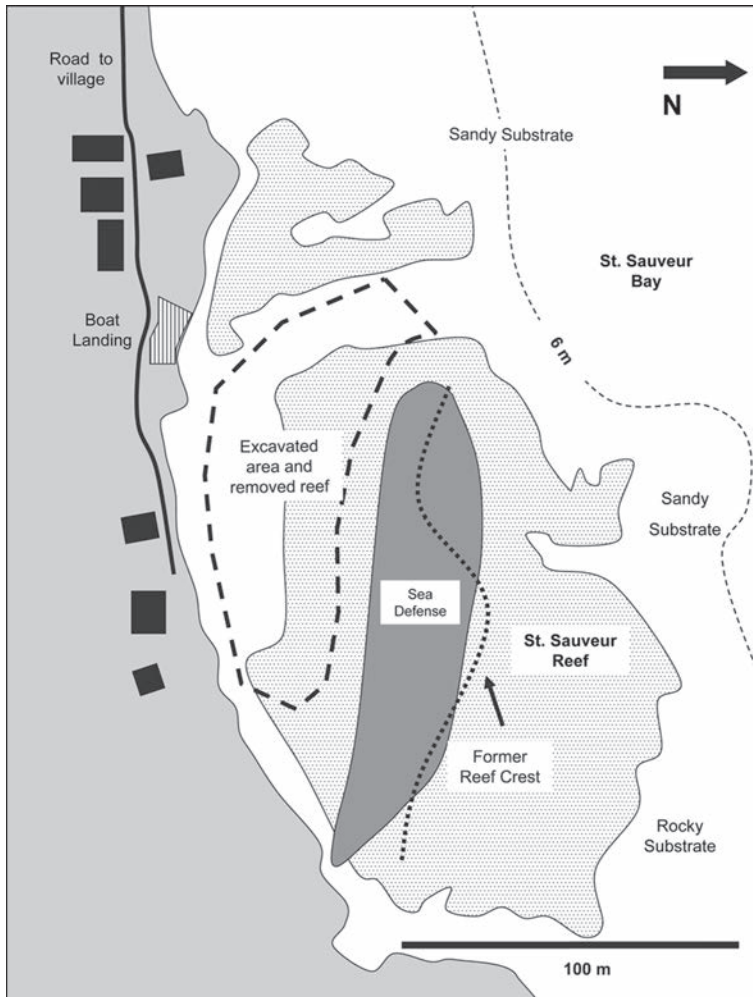 Road to
village
N
Sandy Substrate
St. Sauveur
Bay
Boat
Landing
6 m
Excavated
area and
removed reef
Sandy
Substrate
Sea
Defense
St. Sauveur
Reef
Former
Reef Crest
Rocky
Substrate
100 m